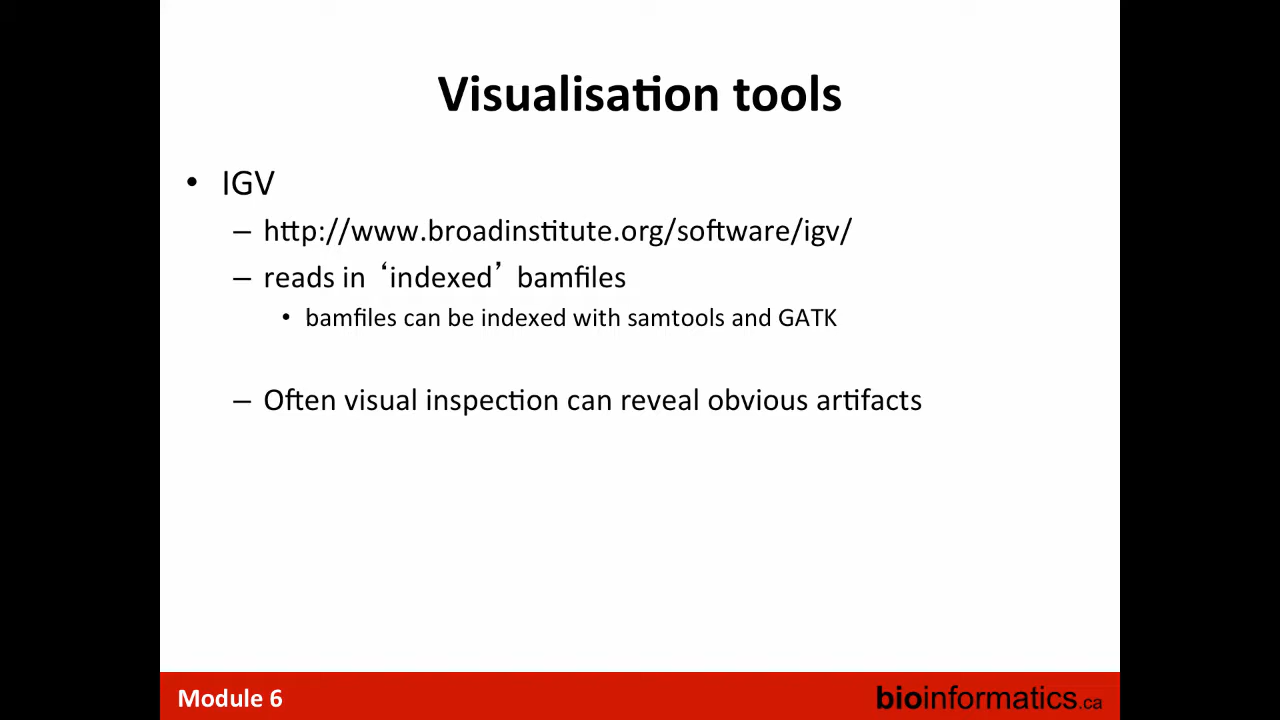 Visualisation tools
• IGV
– http://www.broadinstitute.org/software/igv/
– reads in ‘indexed’ bamfiles
• bamfiles can be indexed with samtools and GATK
– Often visual inspection can reveal obvious artifacts
Module 6
bioinformatics.ca